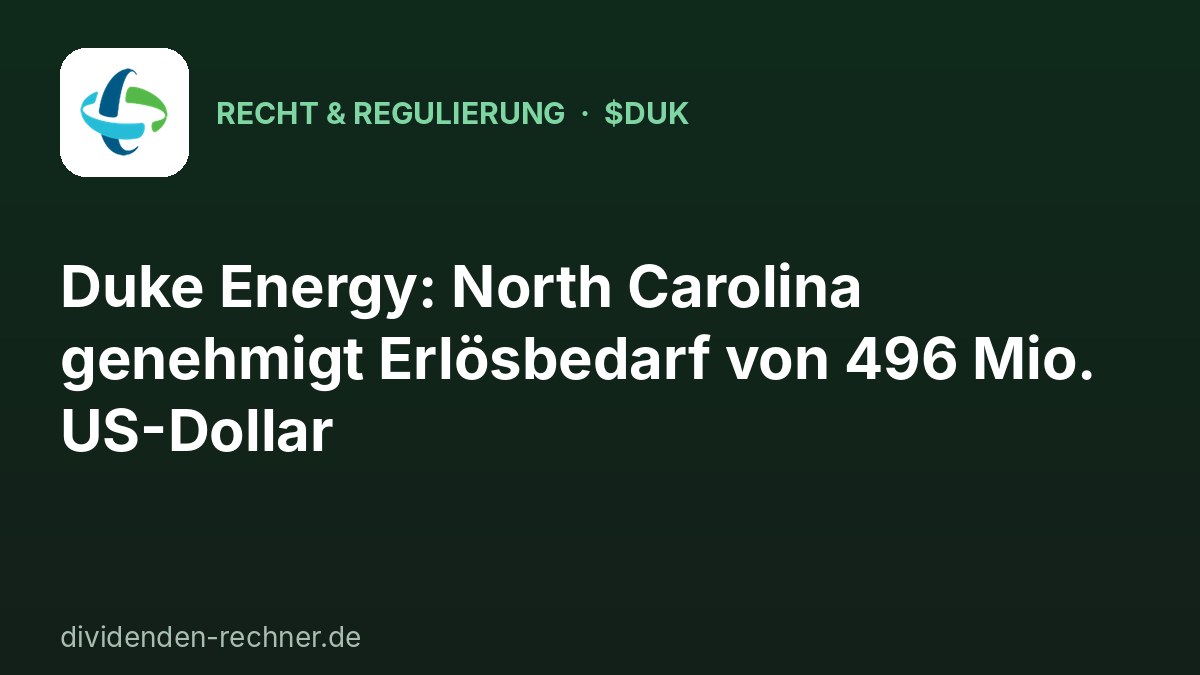 RECHT & REGULIERUNG · $DUK
Duke Energy: North Carolina
genehmigt Erlösbedarf von 496 Mio.
US-Dollar
dividenden-rechner.de